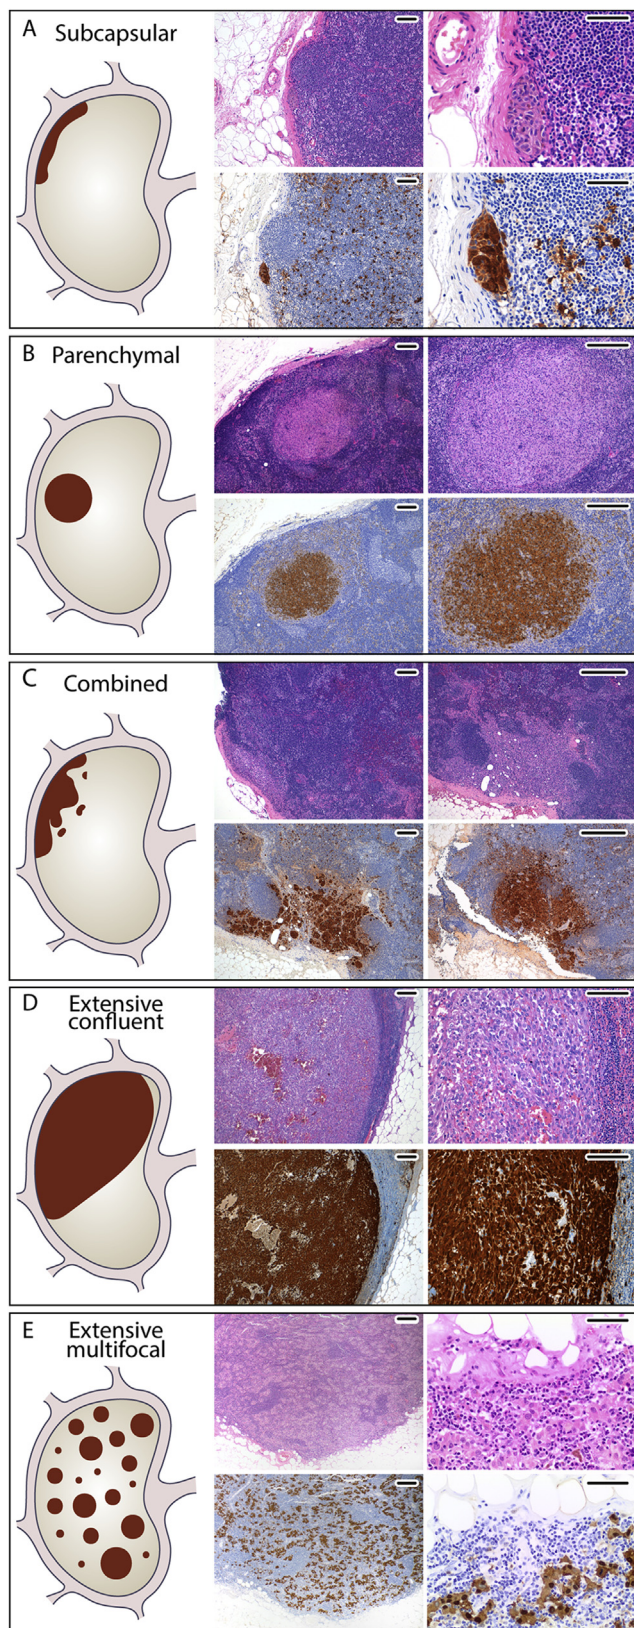 A
Subcapsular
B
Parenchymal
C
Combined
D
Extensive
confluent
E
Extensive
multifocal